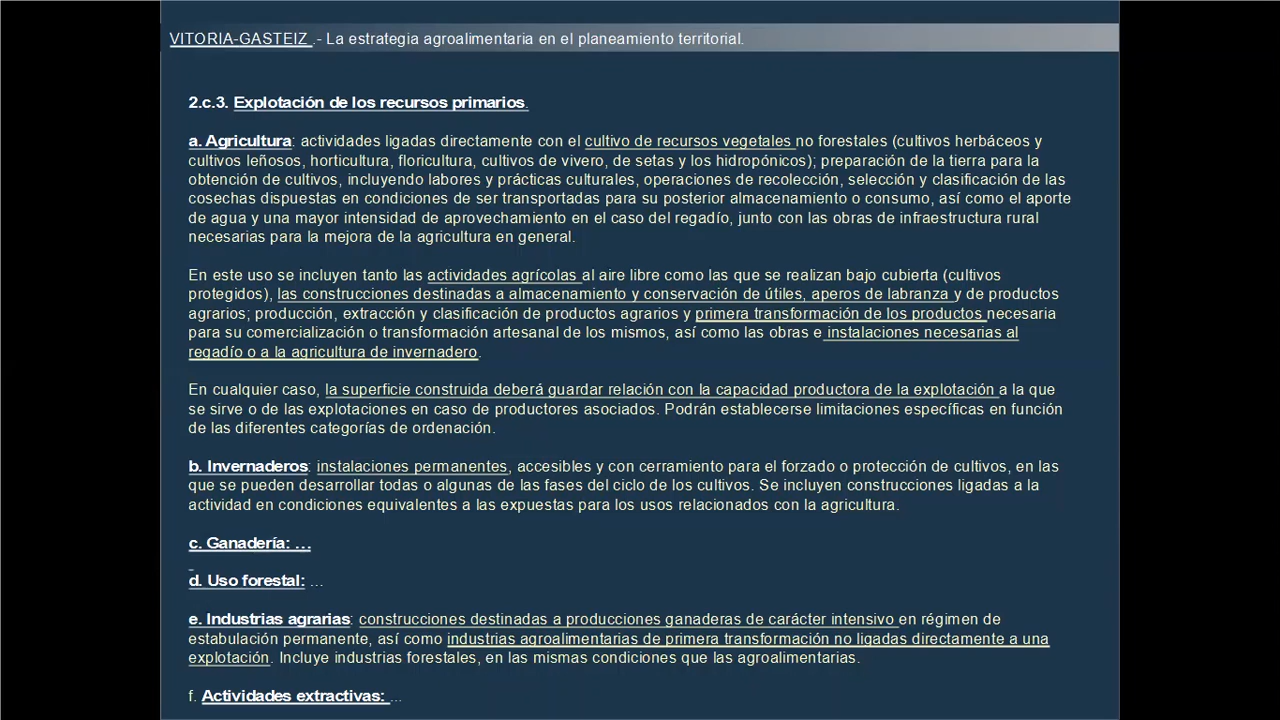 VITORIA-GASTEIZ .- La estrategia agroalimentaria en el planeamiento territorial.
2.c.3. Explotación de los recursos primarios.
a. Agricultura: actividades ligadas directamente con el cultivo de recursos vegetales no forestales (cultivos herbáceos y
cultivos leñosos, horticultura, floricultura, cultivos de vivero, de setas y los hidropónicos); preparación de la tierra para la
obtención de cultivos, incluyendo labores y prácticas culturales, operaciones de recolección, selección y clasificación de las
cosechas dispuestas en condiciones de ser transportadas para su posterior almacenamiento o consumo, así como el aporte
de agua y una mayor intensidad de aprovechamiento en el caso del regadío, junto con las obras de infraestructura rural
necesarias para la mejora de la agricultura en general.
En este uso se incluyen tanto las actividades agrícolas al aire libre como las que se realizan bajo cubierta (cultivos
protegidos), las construcciones destinadas a almacenamiento y conservación de útiles, aperos de labranza y de productos
agrarios; producción, extracción y clasificación de productos agrarios y primera transformación de los productos necesaria
para su comercialización o transformación artesanal de los mismos, así como las obras e instalaciones necesarias al
regadío o a la agricultura de invernadero.
En cualquier caso, la superficie construida deberá guardar relación con la capacidad productora de la explotación a la que
se sirve o de las explotaciones en caso de productores asociados. Podrán establecerse limitaciones específicas en función
de las diferentes categorías de ordenación.
b. Invernaderos: instalaciones permanentes, accesibles y con cerramiento para el forzado o protección de cultivos, en las
que se pueden desarrollar todas o algunas de las fases del ciclo de los cultivos. Se incluyen construcciones ligadas a la
actividad en condiciones equivalentes a las expuestas para los usos relacionados con la agricultura.
c. Ganadería: ...
d. Uso forestal: ...
e. Industrias agrarias: construcciones destinadas a producciones ganaderas de carácter intensivo en régimen de
estabulación permanente, así como industrias agroalimentarias de primera transformación no ligadas directamente a una
explotación. Incluye industrias forestales, en las mismas condiciones que las agroalimentarias.
f. Actividades extractivas: ...